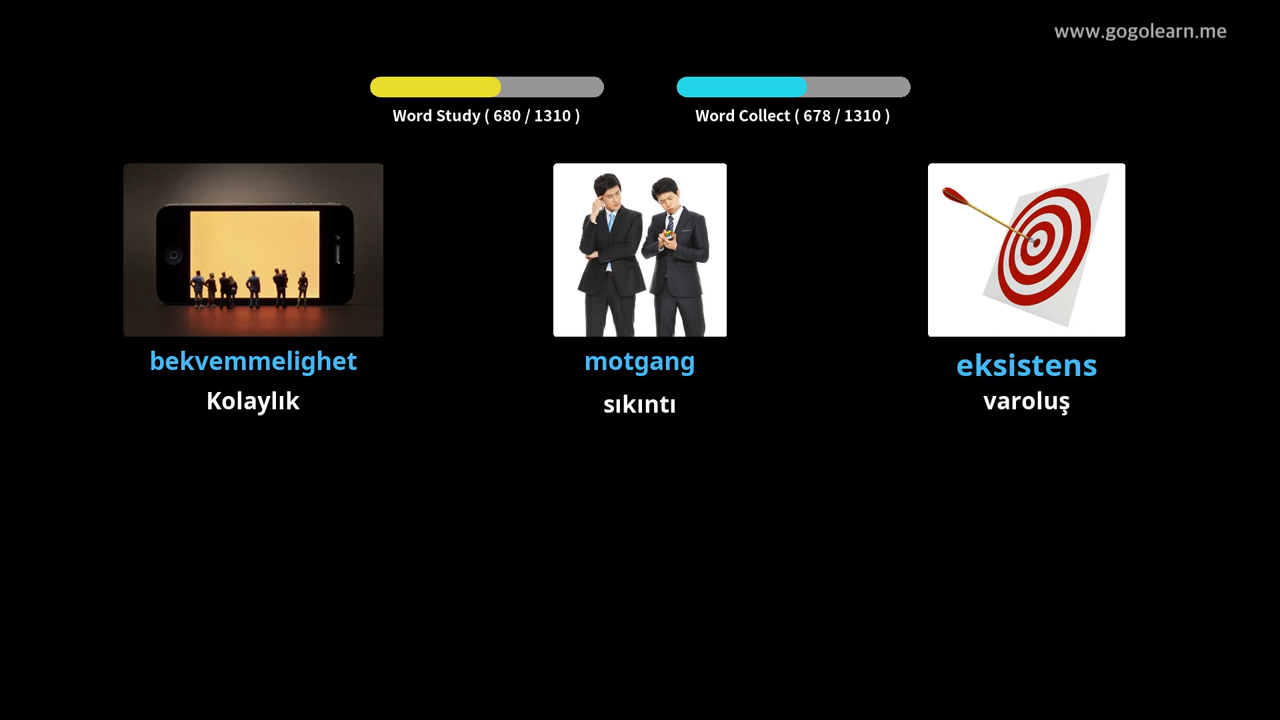 www.gogolearn.me
Word Study ( 680 / 1310 )
Word Collect ( 678 / 1310 )
bekvemmelighet
Kolaylık
motgang
sıkıntı
eksistens
varoluş